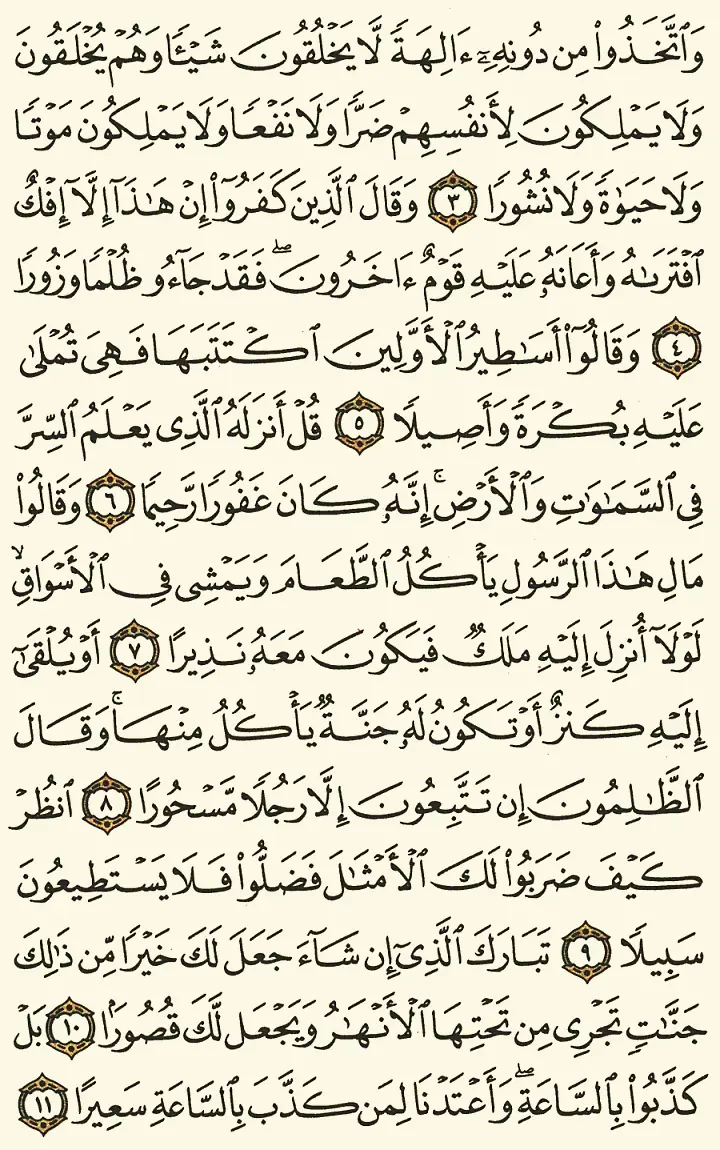 وَٱتَّخَذُوا۟ مِن دُونِهِۦٓ ءَالِهَةً لَّا يَخْلُقُونَ شَيْـًٔا وَهُمْ يُخْلَقُونَ
وَلَا يَمْلِكُونَ لِأَنفُسِهِمْ ضَرًّا وَلَا نَفْعًا وَلَا يَمْلِكُونَ مَوْتًا
وَلَا حَيَوٰةً وَلَا نُشُورًا ٣ وَقَالَ ٱلَّذِينَ كَفَرُوٓا۟ إِنْ هَـٰذَآ إِلَّآ إِفْكٌ
ٱفْتَرَىٰهُ وَأَعَانَهُۥ عَلَيْهِ قَوْمٌ ءَاخَرُونَ ۖ فَقَدْ جَآءُو ظُلْمًا وَزُورًا
٤ وَقَالُوٓا۟ أَسَـٰطِيرُ ٱلْأَوَّلِينَ ٱكْتَتَبَهَا فَهِىَ تُمْلَىٰ
عَلَيْهِ بُكْرَةً وَأَصِيلًا ٥ قُلْ أَنزَلَهُ ٱلَّذِى يَعْلَمُ ٱلسِّرَّ
فِى ٱلسَّمَـٰوَٰتِ وَٱلْأَرْضِ ۚ إِنَّهُۥ كَانَ غَفُورًا رَّحِيمًا ٦ وَقَالُوا۟
مَالِ هَـٰذَا ٱلرَّسُولِ يَأْكُلُ ٱلطَّعَامَ وَيَمْشِى فِى ٱلْأَسْوَاقِ ۙ
لَوْلَآ أُنزِلَ إِلَيْهِ مَلَكٌ فَيَكُونَ مَعَهُۥ نَذِيرًا ٧ أَوْ يُلْقَىٰٓ
إِلَيْهِ كَنزٌ أَوْ تَكُونُ لَهُۥ جَنَّةٌ يَأْكُلُ مِنْهَا ۚ وَقَالَ
ٱلظَّـٰلِمُونَ إِن تَتَّبِعُونَ إِلَّا رَجُلًا مَّسْحُورًا ٨ ٱنظُرْ
كَيْفَ ضَرَبُوا۟ لَكَ ٱلْأَمْثَـٰلَ فَضَلُّوا۟ فَلَا يَسْتَطِيعُونَ
سَبِيلًا ٩ تَبَارَكَ ٱلَّذِىٓ إِن شَآءَ جَعَلَ لَكَ خَيْرًا مِّن ذَٰلِكَ
جَنَّـٰتٍ تَجْرِى مِن تَحْتِهَا ٱلْأَنْهَـٰرُ وَيَجْعَل لَّكَ قُصُورًۢا ١٠ بَلْ
كَذَّبُوا۟ بِٱلسَّاعَةِ ۖ وَأَعْتَدْنَا لِمَن كَذَّبَ بِٱلسَّاعَةِ سَعِيرًا ١١